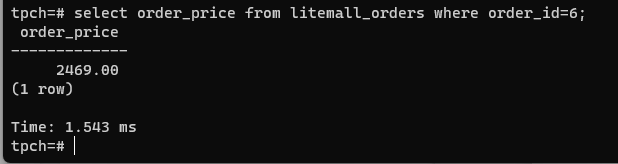 tpch=# select order_price from litemall_orders where order_id=6;
 order_price
-------------
     2469.00
(1 row)

Time: 1.543 ms
tpch=#